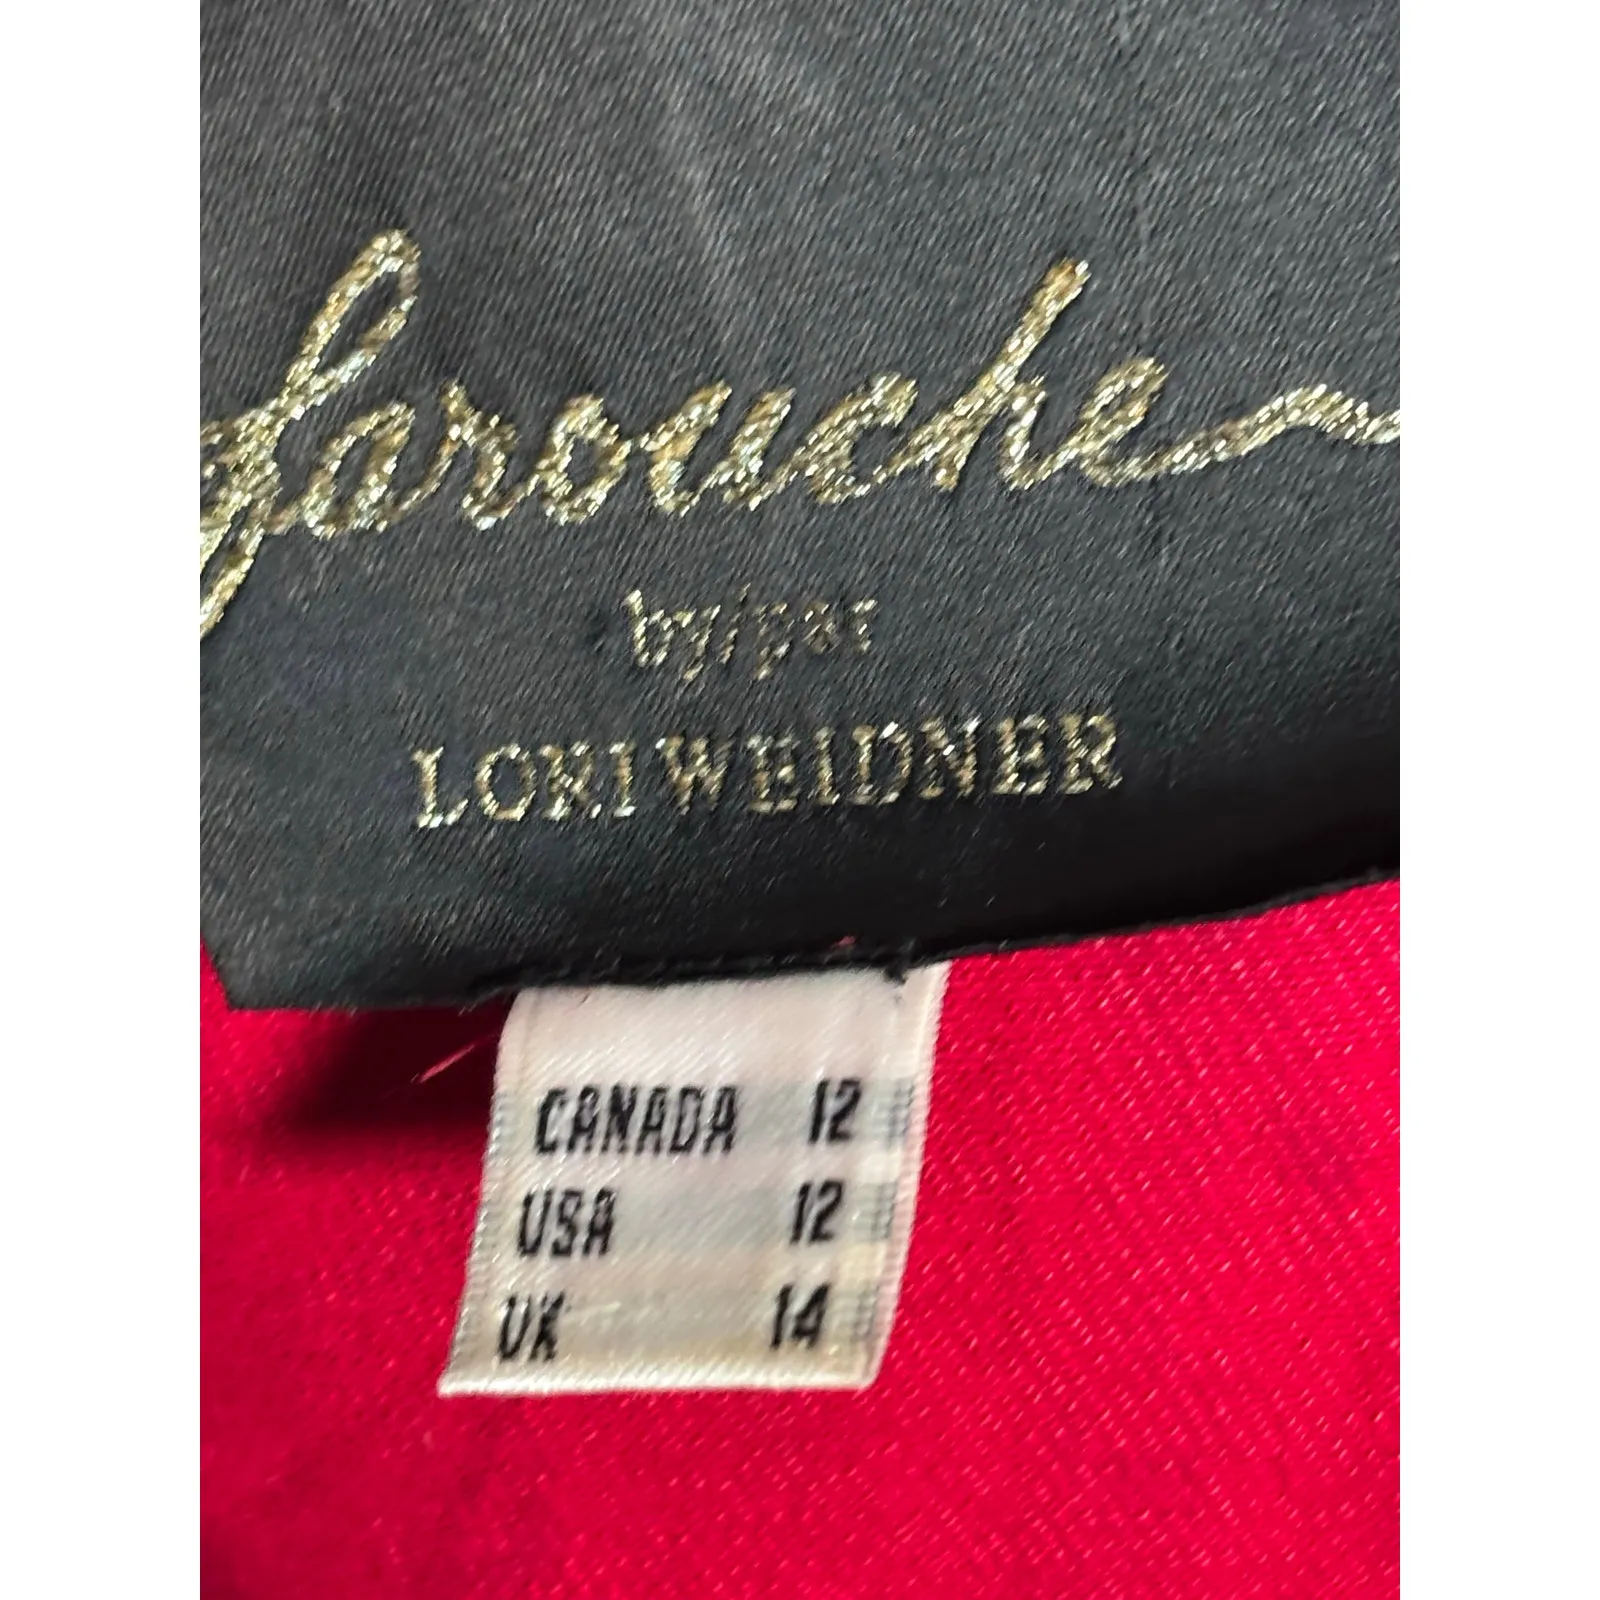 farouche
by/par
LORI WEIDNER
CANADA 12
USA 12
UK 14